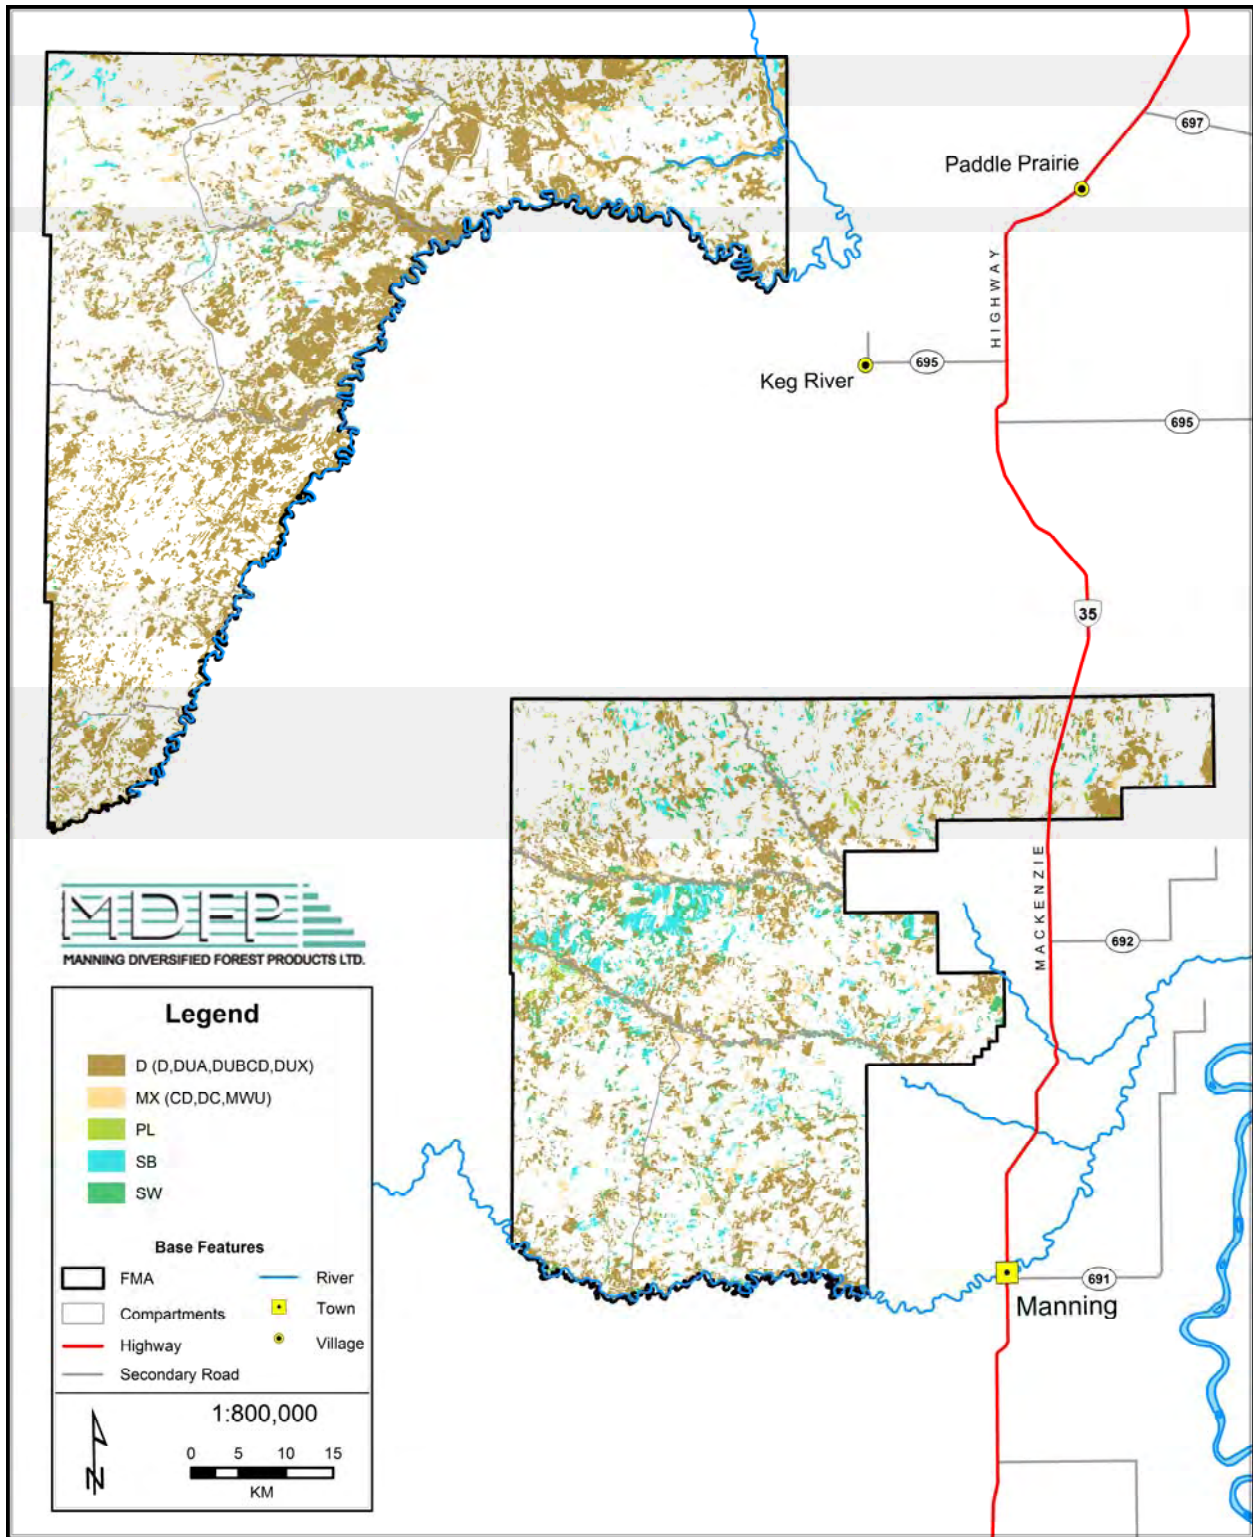 697
Paddle Prairie
HIGHWAY
695
Keg River
695
35
MACKENZIE
692
MDFP
MANNING DIVERSIFIED FOREST PRODUCTS LTD.
Legend
D (D,DUA,DUBCD,DUX)
MX (CD,DC,MWU)
PL
SB
SW
Base Features
FMA
River
Compartments
Town
Highway
Village
Secondary Road
691
Manning
1:800,000
0 5 10 15
KM
N